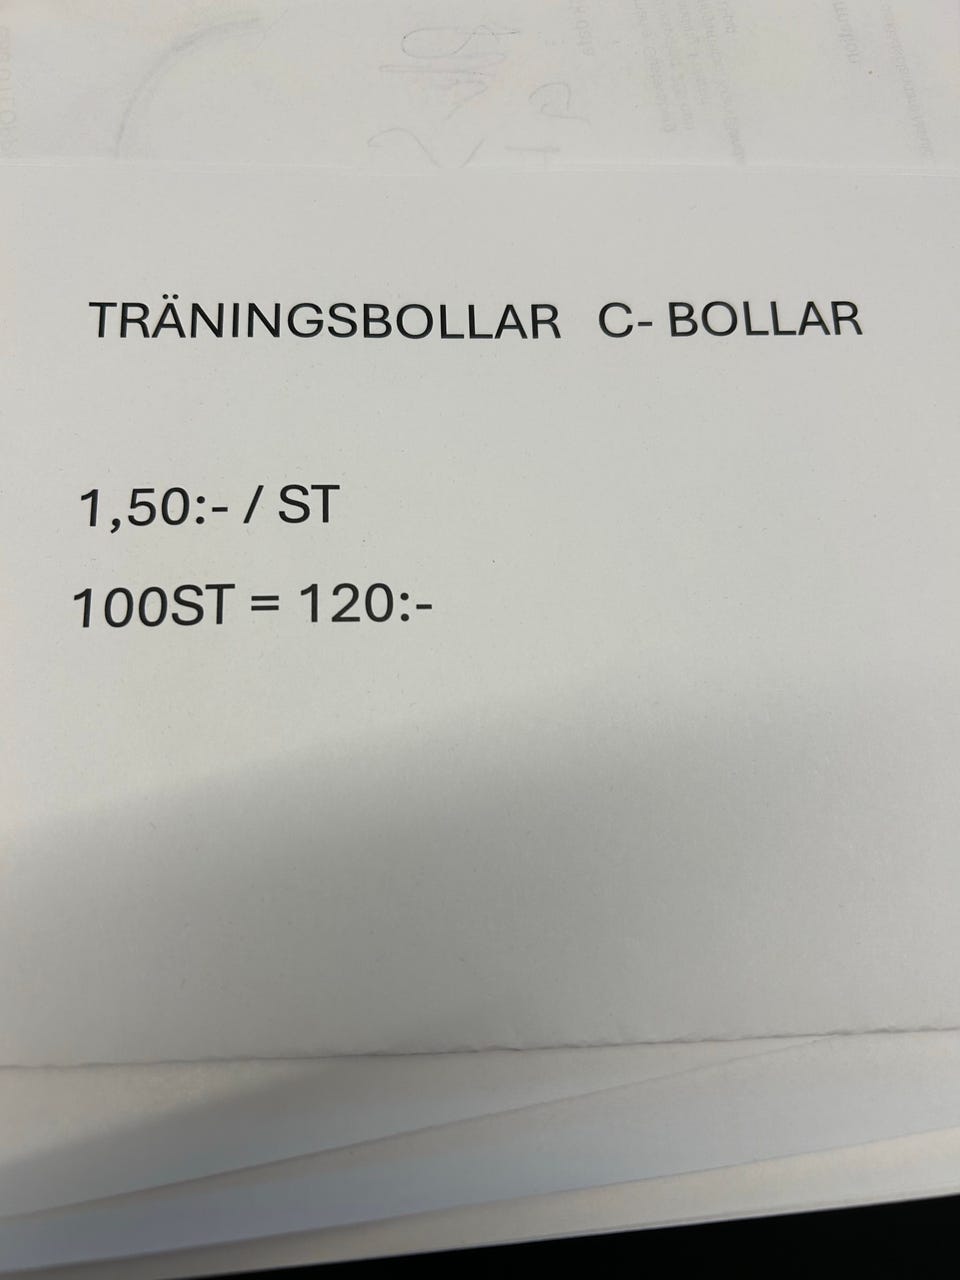 TRÄNINGSBOLLAR C- BOLLAR
1,50:- / ST
100ST = 120:-